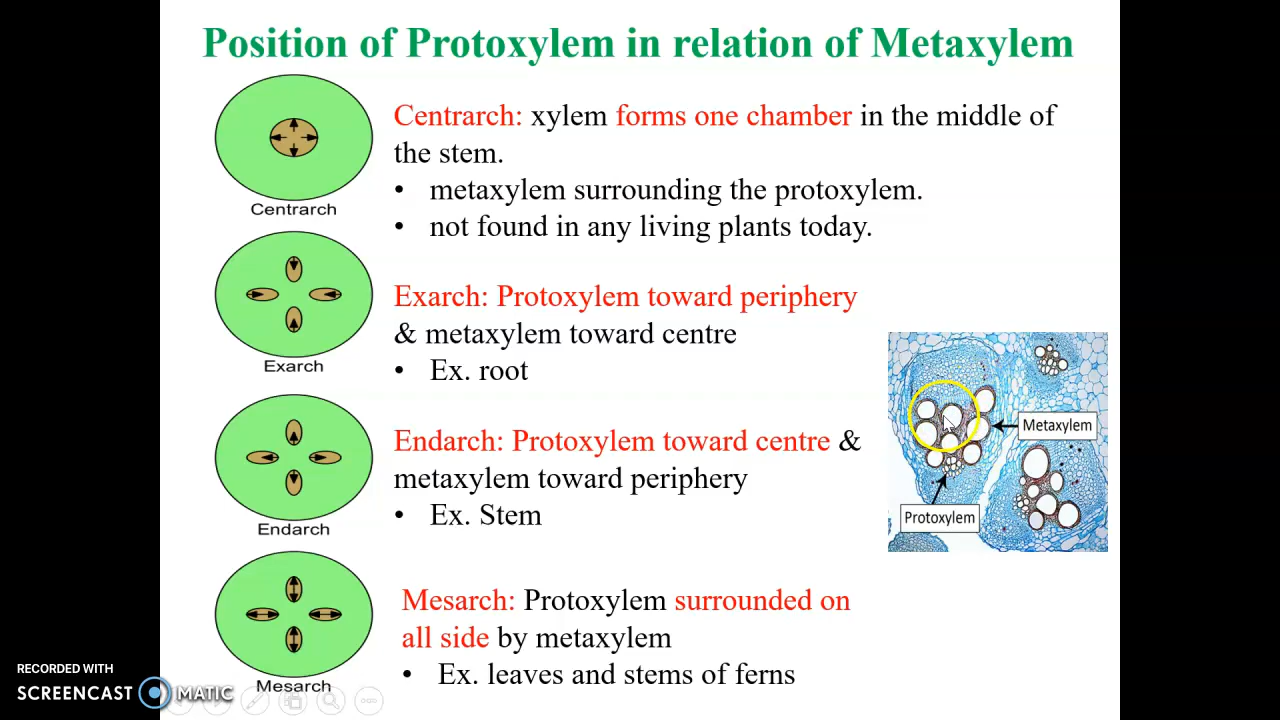 Position of Protoxylem in relation of Metaxylem
Centrarch: xylem forms one chamber in the middle of
the stem.
• metaxylem surrounding the protoxylem.
• not found in any living plants today.
Centrarch
Exarch: Protoxylem toward periphery
& metaxylem toward centre
• Ex. root
Exarch
Endarch: Protoxylem toward centre &
metaxylem toward periphery
• Ex. Stem
Endarch
Metaxylem
Protoxylem
Mesarch: Protoxylem surrounded on
all side by metaxylem
• Ex. leaves and stems of ferns
Mesarch
RECORDED WITH
SCREENCAST MATIC